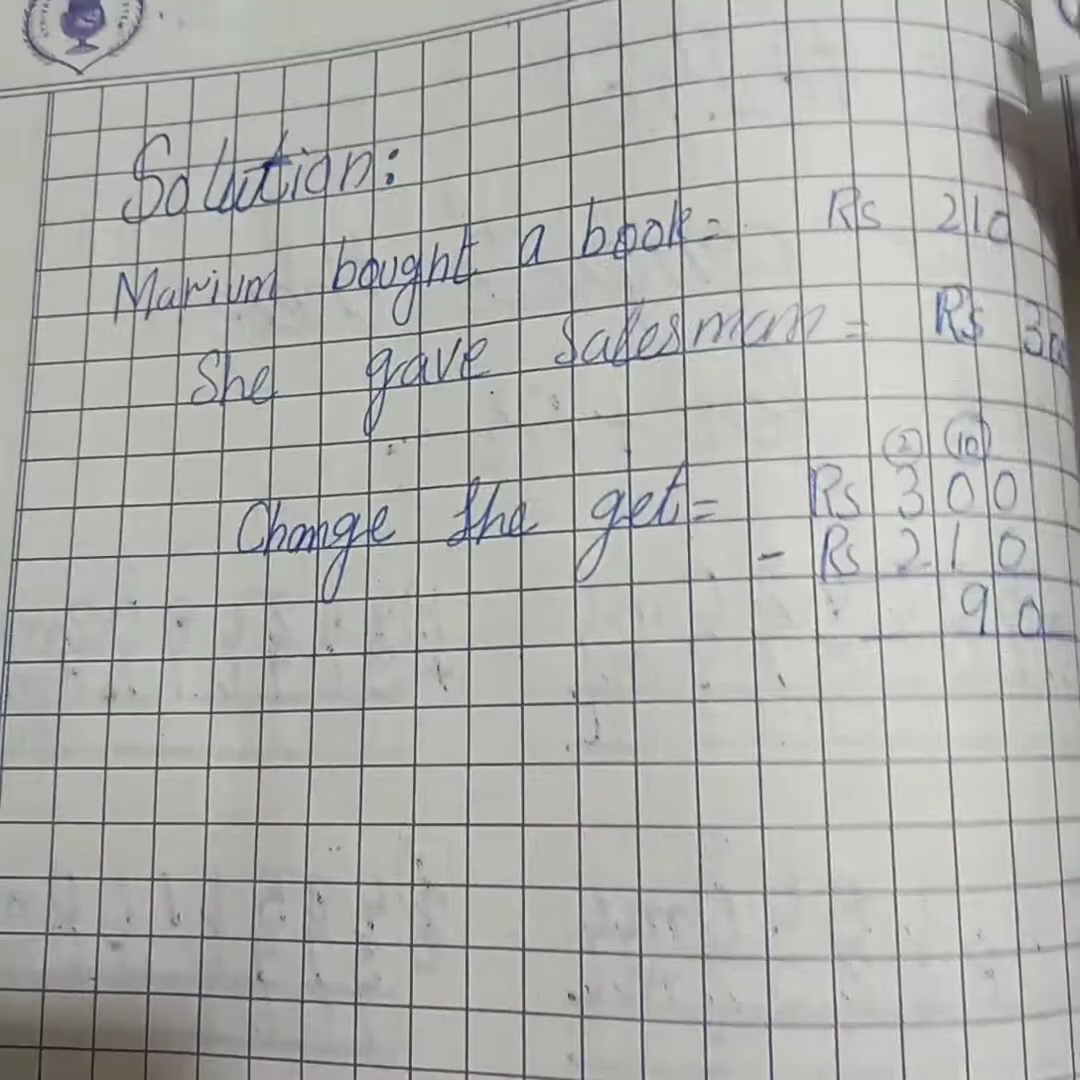 Solution:
Marium bought a book = Rs 210
She gave Salesman = Rs 300
(2) (10)
Change she get = Rs 300
- Rs 210
90